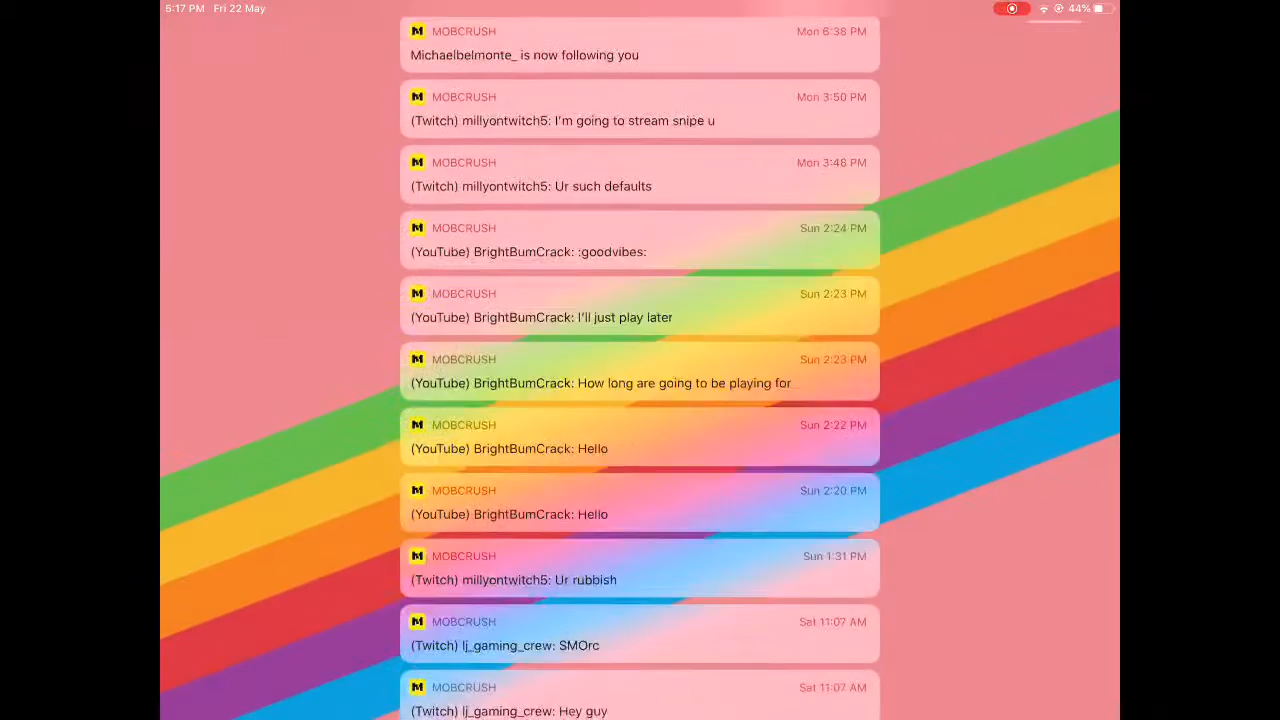 5:17 PM Fri 22 May
44%
MOBCRUSH Mon 6:38 PM
Michaelbelmonte_ is now following you
MOBCRUSH Mon 3:50 PM
(Twitch) millyontwitch5: I'm going to stream snipe u
MOBCRUSH Mon 3:46 PM
(Twitch) millyontwitch5: Ur such defaults
MOBCRUSH Sun 2:24 PM
(YouTube) BrightBumCrack: :goodvibes:
MOBCRUSH Sun 2:23 PM
(YouTube) BrightBumCrack: I'll just play later
MOBCRUSH Sun 2:23 PM
(YouTube) BrightBumCrack: How long are going to be playing for
MOBCRUSH Sun 2:22 PM
(YouTube) BrightBumCrack: Hello
MOBCRUSH Sun 2:20 PM
(YouTube) BrightBumCrack: Hello
MOBCRUSH Sun 1:31 PM
(Twitch) millyontwitch5: Ur rubbish
MOBCRUSH Sat 11:07 AM
(Twitch) lj_gaming_crew: SMOrc
MOBCRUSH Sat 11:07 AM
(Twitch) lj_gaming_crew: Hey guy